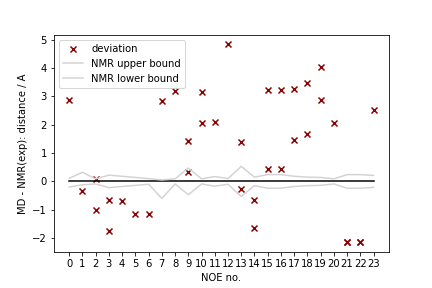 deviation
NMR upper bound
NMR lower bound
MD - NMR(exp): distance / A
5
4
3
2
1
0
−1
−2
0 1 2 3 4 5 6 7 8 9 10 11 12 13 14 15 16 17 18 19 20 21 22 23
NOE no.